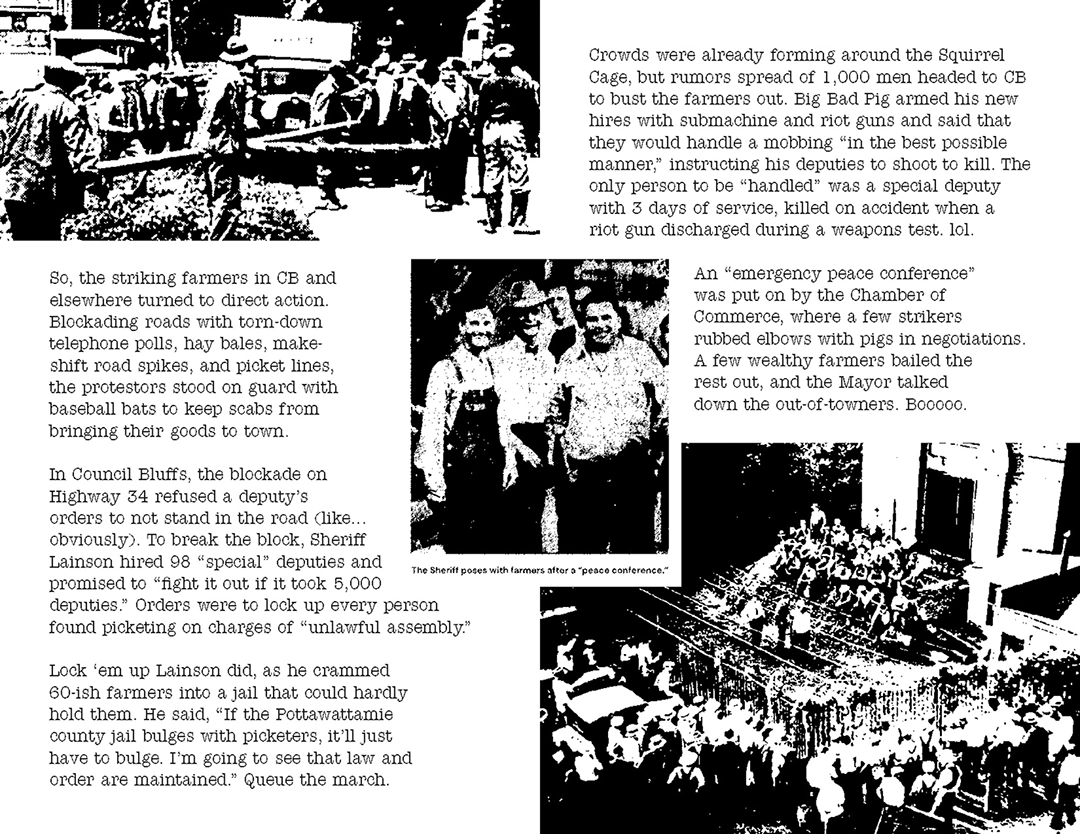 So, the striking farmers in CB and
elsewhere turned to direct action.
Blockading roads with torn-down
telephone polls, hay bales, make-
shift road spikes, and picket lines,
the protestors stood on guard with
baseball bats to keep scabs from
bringing their goods to town.
In Council Bluffs, the blockade on
Highway 34 refused a deputy's
orders to not stand in the road (like...
obviously). To break the block, Sheriff
Lainson hired 98 “special” deputies and
promised to “fight it out if it took 5,000
deputies.” Orders were to lock up every person
found picketing on charges of “unlawful assembly.”
Lock ‘em up Lainson did, as he crammed
60-ish farmers into a jail that could hardly
hold them. He said, “If the Pottawattamie
county jail bulges with picketers, it’ll just
have to bulge. I’m going to see that law and
order are maintained.” Queue the march.
The Sheriff poses with farmers after a “peace conference.”
Crowds were already forming around the Squirrel
Cage, but rumors spread of 1,000 men headed to CB
to bust the farmers out. Big Bad Pig armed his new
hires with submachine and riot guns and said that
they would handle a mobbing “in the best possible
manner,” instructing his deputies to shoot to kill. The
only person to be “handled” was a special deputy
with 3 days of service, killed on accident when a
riot gun discharged during a weapons test. lol.
An “emergency peace conference”
was put on by the Chamber of
Commerce, where a few strikers
rubbed elbows with pigs in negotiations.
A few wealthy farmers bailed the
rest out, and the Mayor talked
down the out-of-towners. Booooo.